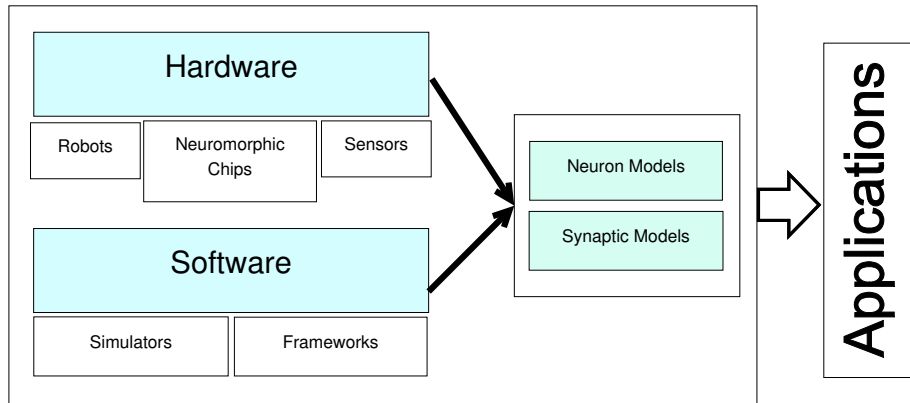 Hardware
Robots
Neuromorphic
Chips
Sensors
Software
Simulators
Frameworks
Neuron Models
Synaptic Models
Applications